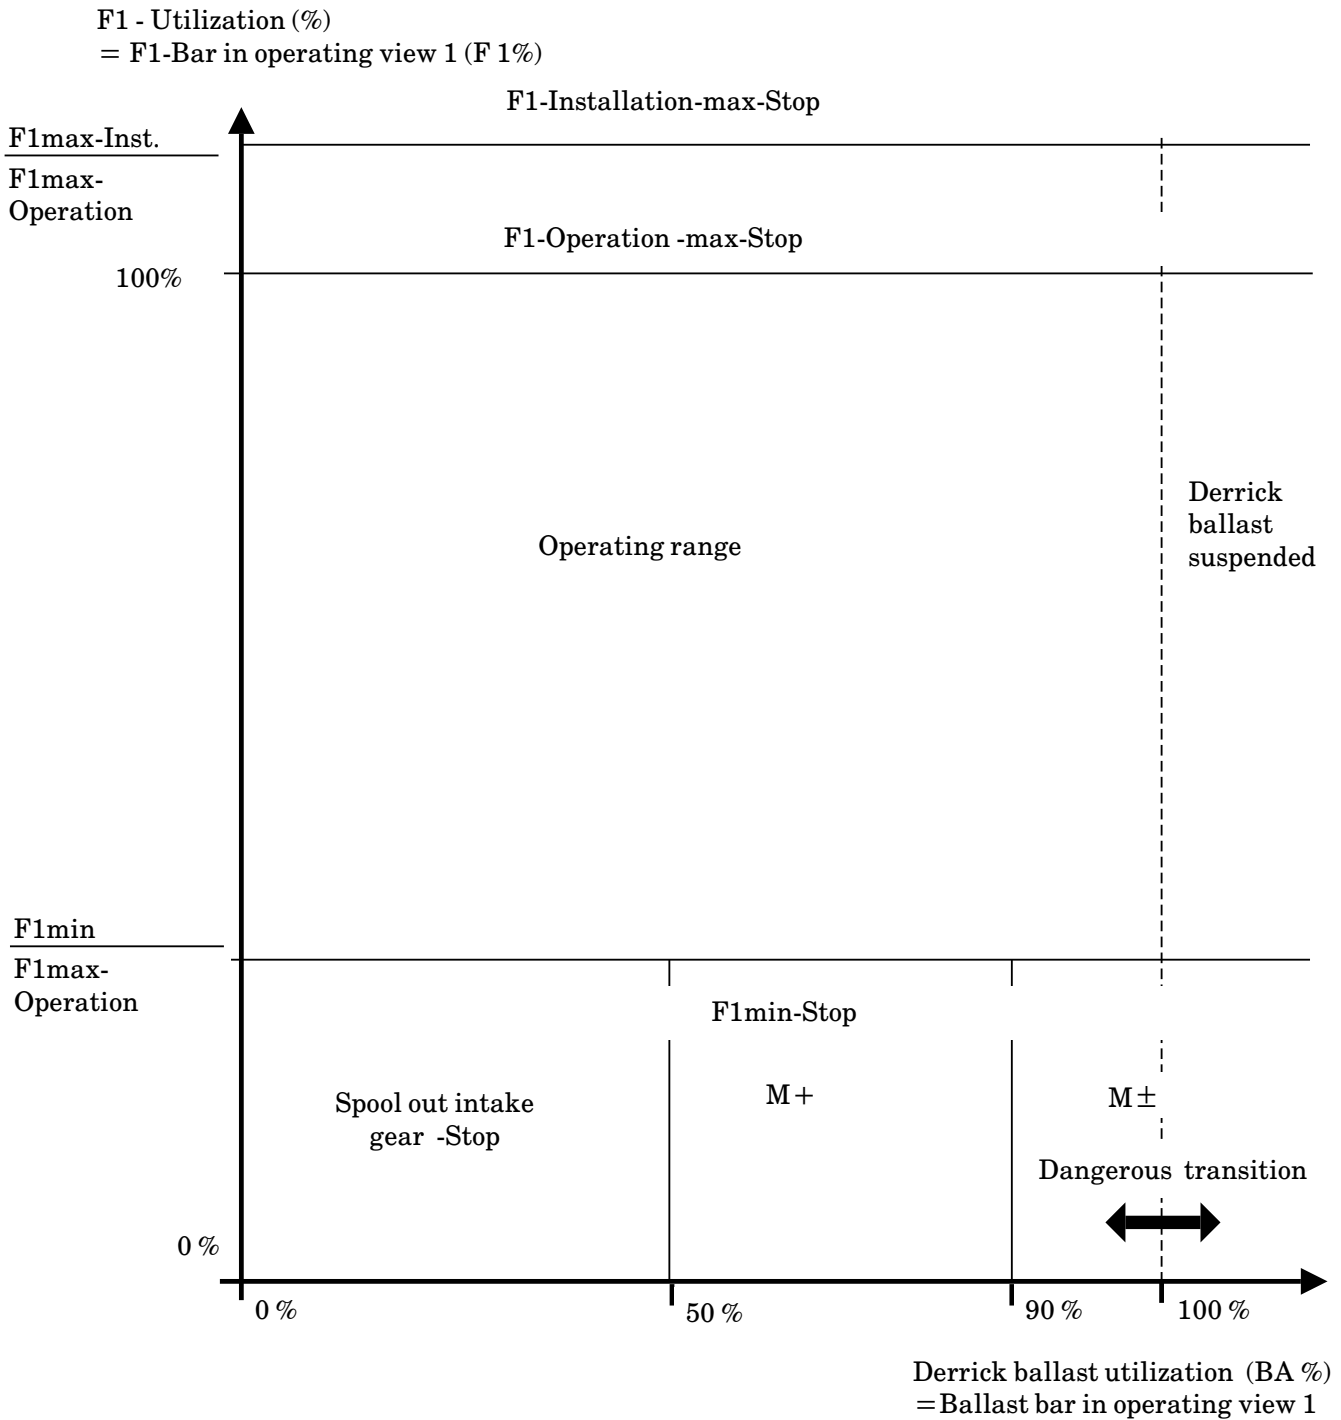 F1 - Utilization (%)
= F1-Bar in operating view 1 (F 1%)
F1-Installation-max-Stop
F1max-Inst.
F1max-
Operation
F1-Operation -max-Stop
100%
Derrick
ballast
suspended
Operating range
F1min
F1max-
Operation
F1min-Stop
M+
M±
Spool out intake
gear -Stop
Dangerous transition
0 %
0 %
50 %
90 %
100 %
Derrick ballast utilization (BA %)
=Ballast bar in operating view 1